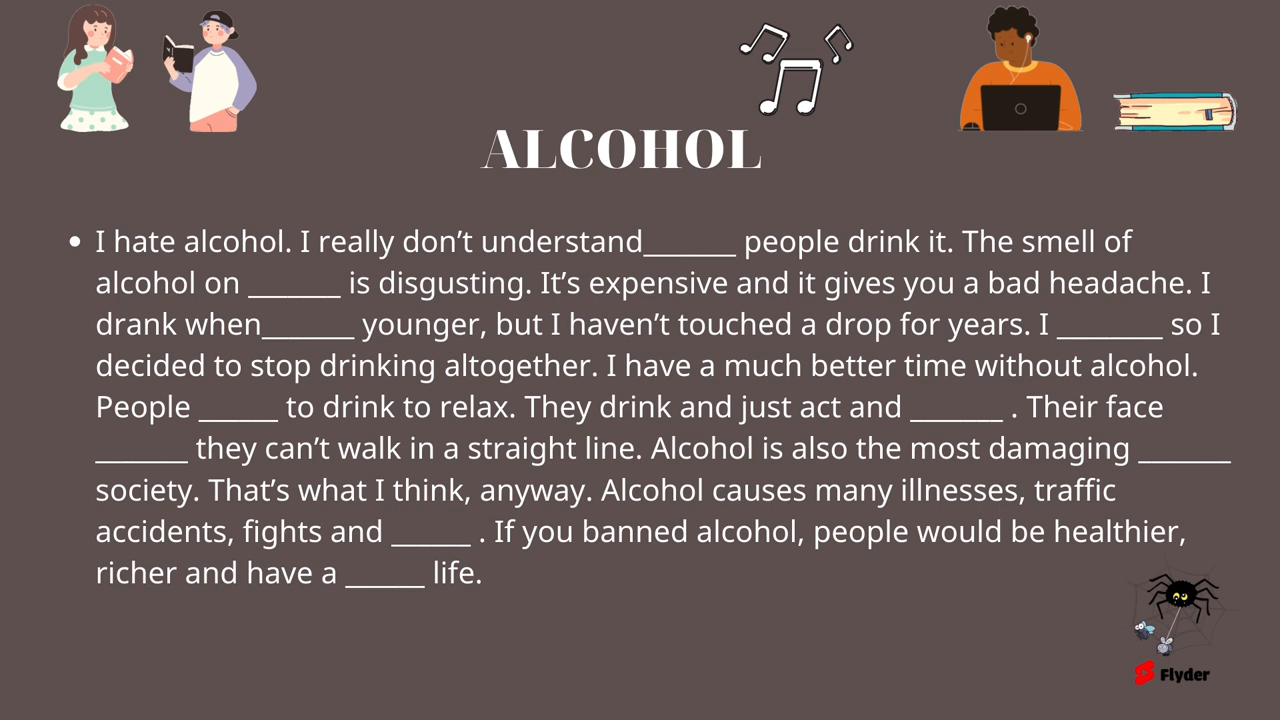 ALCOHOL
• I hate alcohol. I really don’t understand_______ people drink it. The smell of
alcohol on _______ is disgusting. It’s expensive and it gives you a bad headache. I
drank when_______ younger, but I haven’t touched a drop for years. I ________ so I
decided to stop drinking altogether. I have a much better time without alcohol.
People ______ to drink to relax. They drink and just act and _______ . Their face
_______ they can’t walk in a straight line. Alcohol is also the most damaging _______
society. That’s what I think, anyway. Alcohol causes many illnesses, traffic
accidents, fights and ______ . If you banned alcohol, people would be healthier,
richer and have a ______ life.
Flyder